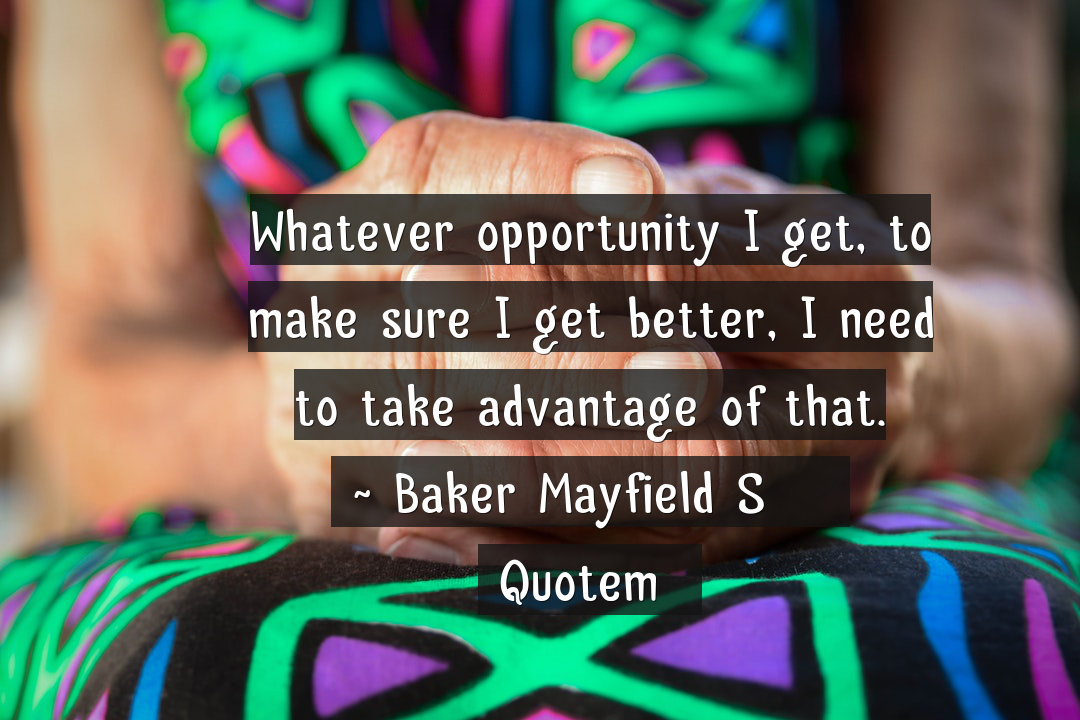 Whatever opportunity I get, to
make sure I get better, I need
to take advantage of that.
~ Baker Mayfield S
Quotem